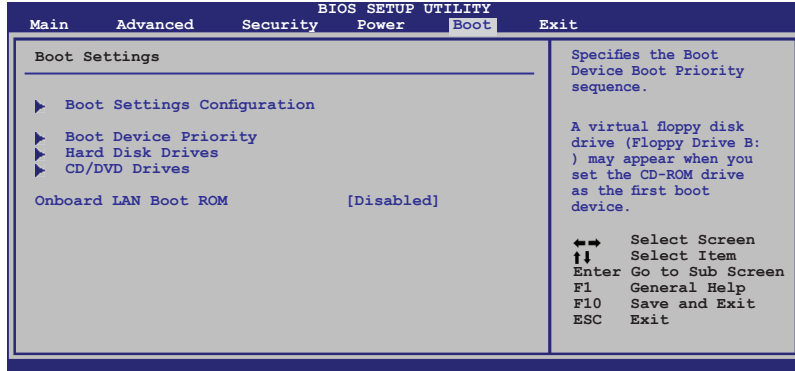 BIOS SETUP UTILITY
Main Advanced Security Power Boot Exit
Boot Settings
Boot Settings Configuration
Boot Device Priority
Hard Disk Drives
CD/DVD Drives
Onboard LAN Boot ROM [Disabled]
Specifies the Boot
Device Boot Priority
sequence.
A virtual floppy disk
drive (Floppy Drive B:
) may appear when you
set the CD-ROM drive
as the first boot
device.
←→ Select Screen
↑↓ Select Item
Enter Go to Sub Screen
F1 General Help
F10 Save and Exit
ESC Exit